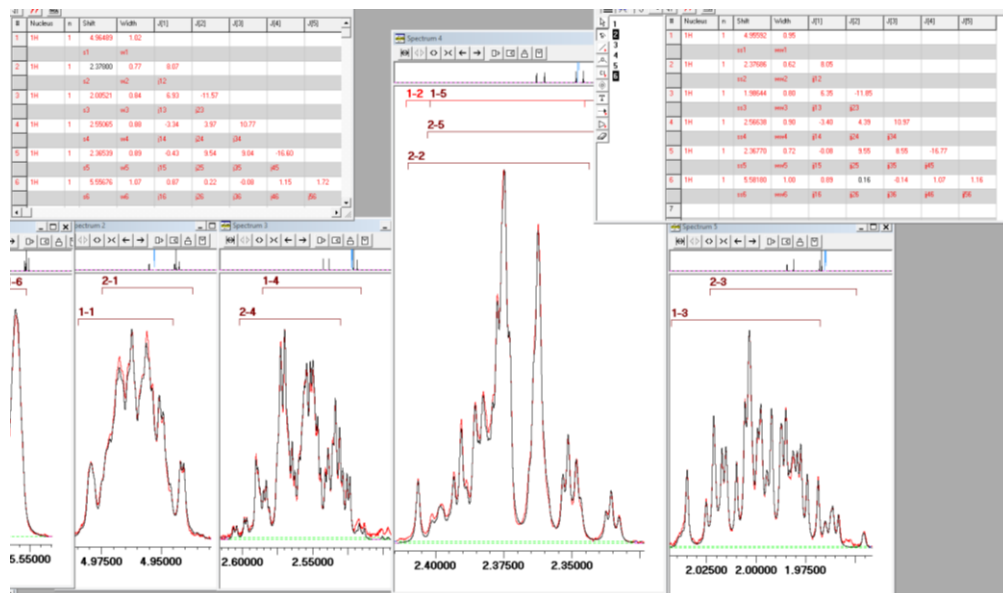 # Nucleus n Shift Width J[1] J[2] J[3] J[4] J[5]
1 1H 1 4.96489 1.02
s1 w1
2 1H 1 2.37800 0.77 8.07
s2 w2 j12
3 1H 1 2.00521 0.84 6.93 -11.57
s3 w3 j13 j23
4 1H 1 2.55065 0.88 -3.34 3.97 10.77
s4 w4 j14 j24 j34
5 1H 1 2.36539 0.89 -0.43 9.54 9.04 -16.60
s5 w5 j15 j25 j35 j45
6 1H 1 5.55676 1.07 0.87 0.22 -0.08 1.15 1.72
s6 w6 j16 j26 j36 j46 j56
1
2
3
4
5
6
# Nucleus n Shift Width J[1] J[2] J[3] J[4] J[5]
1 1H 1 4.95592 0.95
ss1 ww1
2 1H 1 2.37686 0.62 8.05
ss2 ww2 jj12
3 1H 1 1.98644 0.80 6.35 -11.85
ss3 ww3 jj13 jj23
4 1H 1 2.56638 0.90 -3.40 4.39 10.97
ss4 ww4 jj14 jj24 jj34
5 1H 1 2.36770 0.72 -0.08 9.55 8.55 -16.77
ss5 ww5 jj15 jj25 jj35 jj45
6 1H 1 5.58180 1.00 0.89 0.16 -0.14 1.07 1.16
ss6 ww6 jj16 jj26 jj36 jj46 jj56
7
-6
5.55000
Spectrum 2
2-1
1-1
4.97500 4.95000
Spectrum 3
1-4
2-4
2.60000 2.55000
Spectrum 4
1-2 1-5
2-5
2-2
2.40000 2.37500 2.35000
Spectrum 5
2-3
1-3
2.02500 2.00000 1.97500